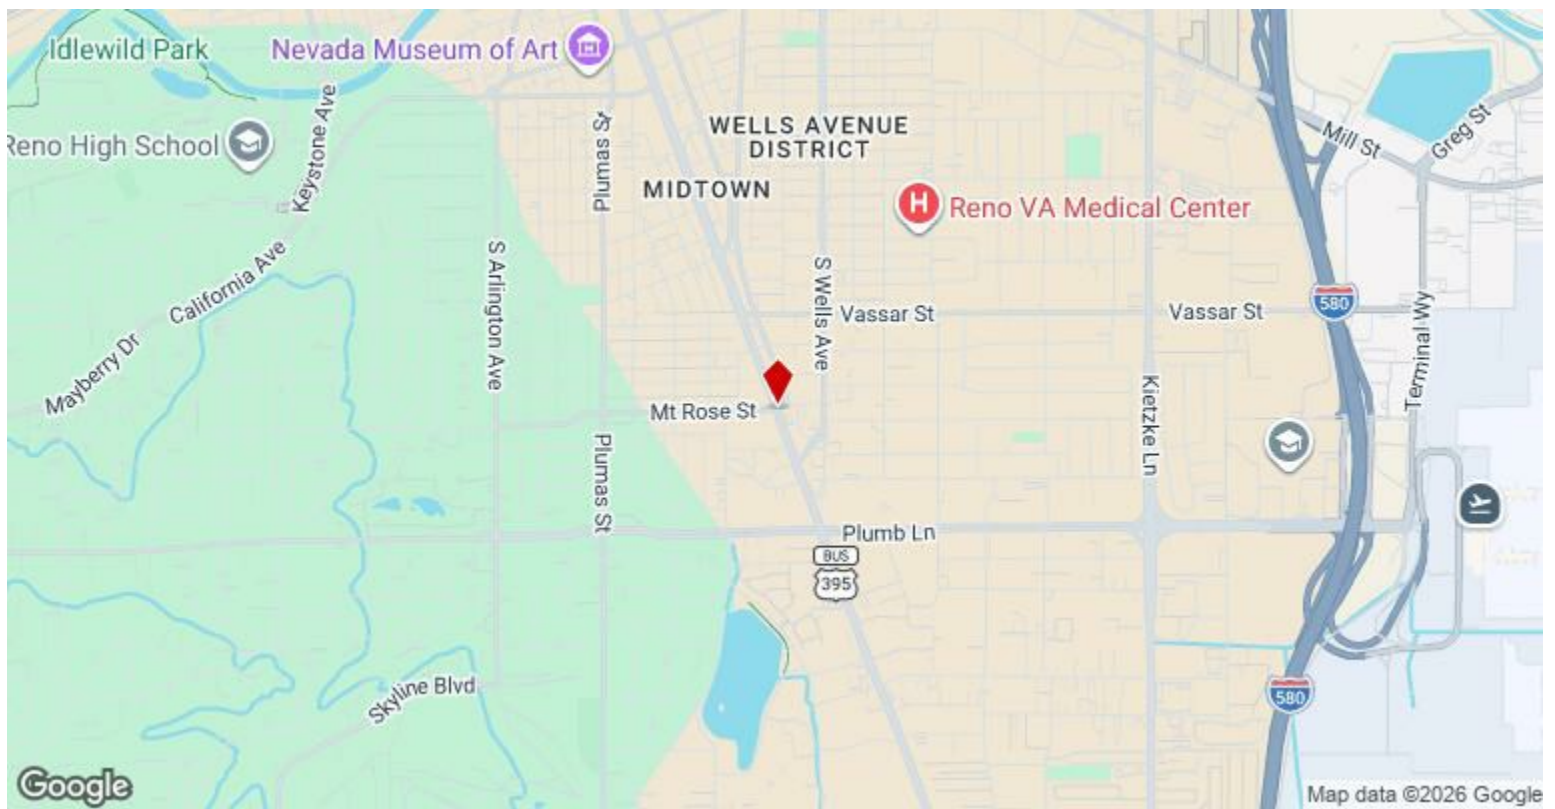 Idlewild Park
Nevada Museum of Art
Reno High School
Keystone Ave
Plumas St
WELLS AVENUE
DISTRICT
MIDTOWN
Reno VA Medical Center
Mill St
Greg St
California Ave
Mayberry Dr
S Arlington Ave
S Wells Ave
Vassar St
Vassar St
580
Terminal Wy
Mt Rose St
Kietzke Ln
Plumas St
Plumb Ln
BUS
395
Skyline Blvd
580
Google
Map data ©2026 Google